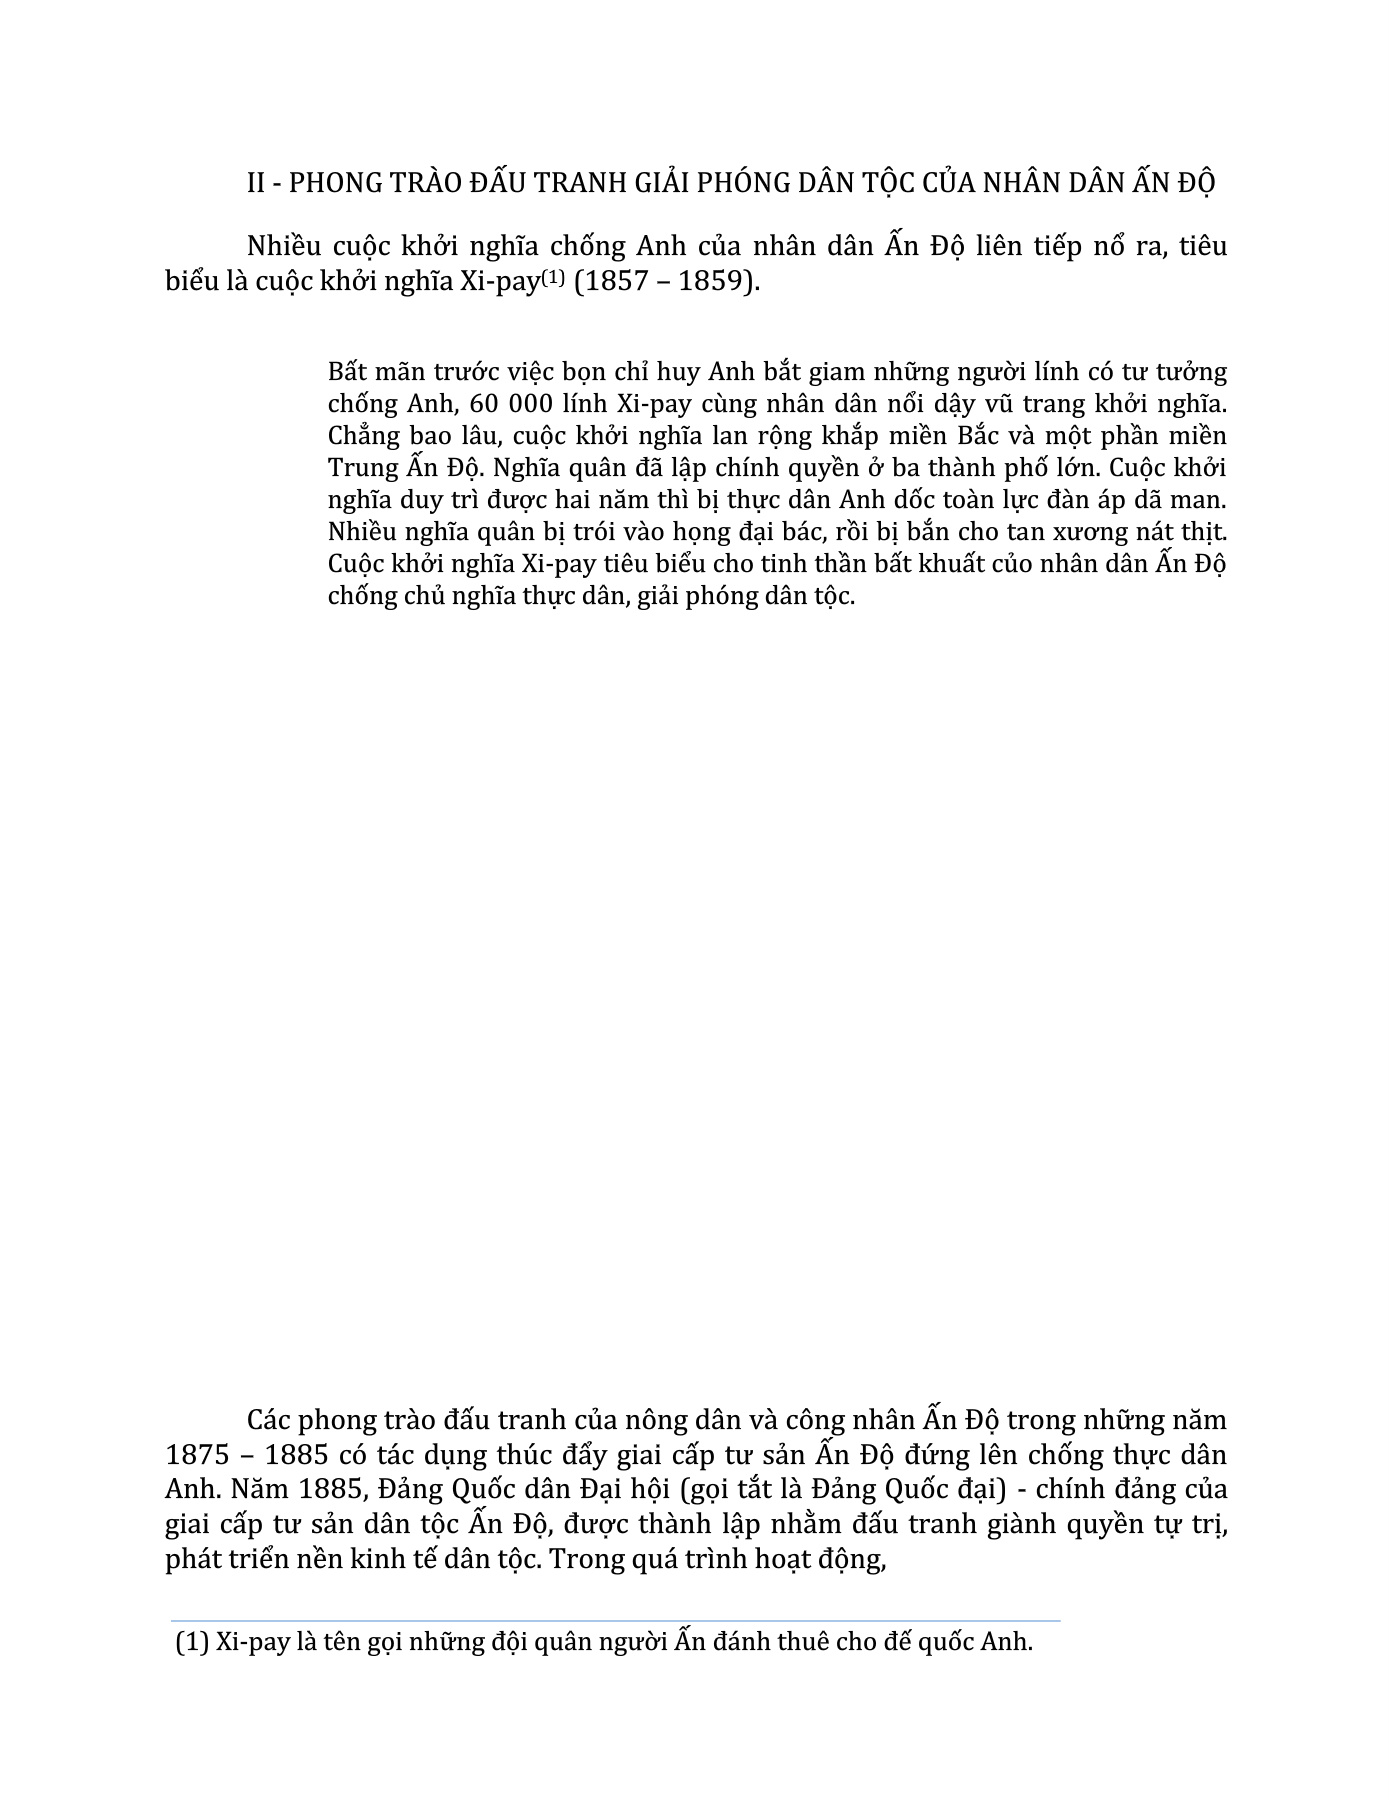 II - PHONG TRÀO ĐẤU TRANH GIẢI PHÓNG DÂN TỘC CỦA NHÂN DÂN ẤN ĐỘ
Nhiều cuộc khởi nghĩa chống Anh của nhân dân Ấn Độ liên tiếp nổ ra, tiêu
biểu là cuộc khởi nghĩa Xi-pay(1) (1857 – 1859).
Bất mãn trước việc bọn chỉ huy Anh bắt giam những người lính có tư tưởng
chống Anh, 60 000 lính Xi-pay cùng nhân dân nổi dậy vũ trang khởi nghĩa.
Chẳng bao lâu, cuộc khởi nghĩa lan rộng khắp miền Bắc và một phần miền
Trung Ấn Độ. Nghĩa quân đã lập chính quyền ở ba thành phố lớn. Cuộc khởi
nghĩa duy trì được hai năm thì bị thực dân Anh dốc toàn lực đàn áp dã man.
Nhiều nghĩa quân bị trói vào họng đại bác, rồi bị bắn cho tan xương nát thịt.
Cuộc khởi nghĩa Xi-pay tiêu biểu cho tinh thần bất khuất củo nhân dân Ấn Độ
chống chủ nghĩa thực dân, giải phóng dân tộc.
Các phong trào đấu tranh của nông dân và công nhân Ấn Độ trong những năm
1875 – 1885 có tác dụng thúc đẩy giai cấp tư sản Ấn Độ đứng lên chống thực dân
Anh. Năm 1885, Đảng Quốc dân Đại hội (gọi tắt là Đảng Quốc đại) - chính đảng của
giai cấp tư sản dân tộc Ấn Độ, được thành lập nhằm đấu tranh giành quyền tự trị,
phát triển nền kinh tế dân tộc. Trong quá trình hoạt động,
(1) Xi-pay là tên gọi những đội quân người Ấn đánh thuê cho đế quốc Anh.